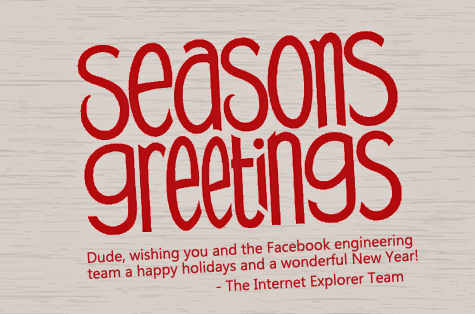 seasons
greetings
Dude, wishing you and the Facebook engineering
team a happy holidays and a wonderful New Year!
- The Internet Explorer Team